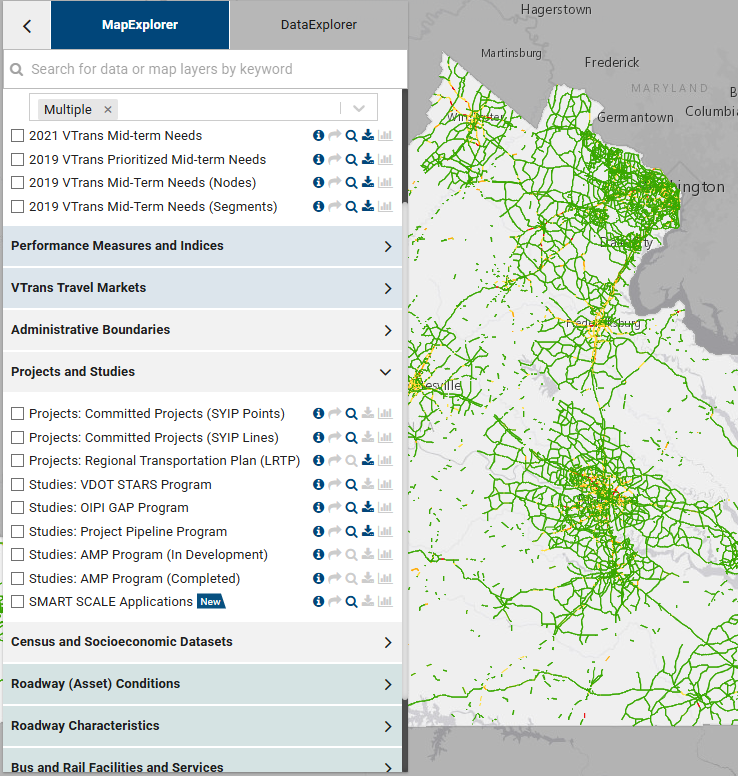 MapExplorer
DataExplorer
Search for data or map layers by keyword
Multiple ×
2021 VTrans Mid-term Needs
2019 VTrans Prioritized Mid-term Needs
2019 VTrans Mid-Term Needs (Nodes)
2019 VTrans Mid-Term Needs (Segments)
Performance Measures and Indices
VTrans Travel Markets
Administrative Boundaries
Projects and Studies
Projects: Committed Projects (SYIP Points)
Projects: Committed Projects (SYIP Lines)
Projects: Regional Transportation Plan (LRTP)
Studies: VDOT STARS Program
Studies: OIPI GAP Program
Studies: Project Pipeline Program
Studies: AMP Program (In Development)
Studies: AMP Program (Completed)
SMART SCALE Applications New
Census and Socioeconomic Datasets
Roadway (Asset) Conditions
Roadway Characteristics
Bus and Rail Facilities and Services
Hagerstown
Martinsburg
Frederick
MARYLAND
Germantown
Columbia